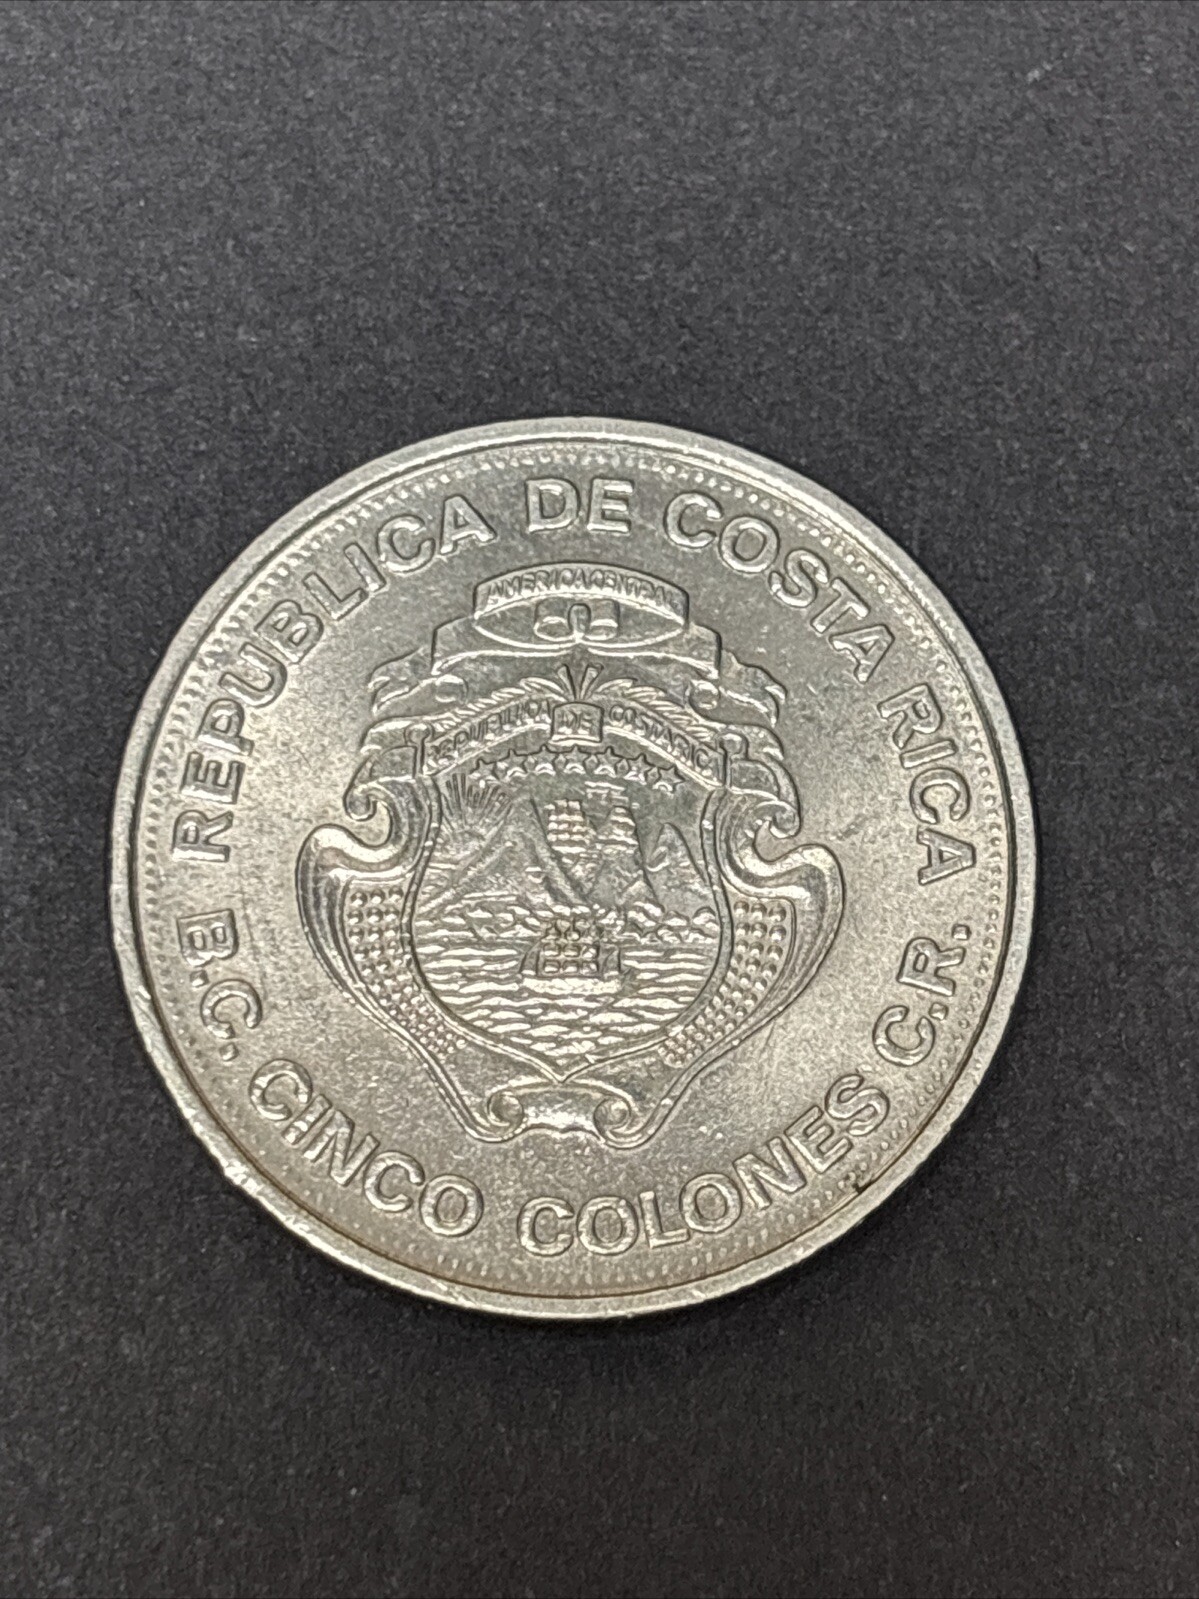 REPUBLICA DE COSTA RICA
AMERICA CENTRAL
REPUBLICA DE COSTA RICA
B.C. CINCO COLONES C.R.